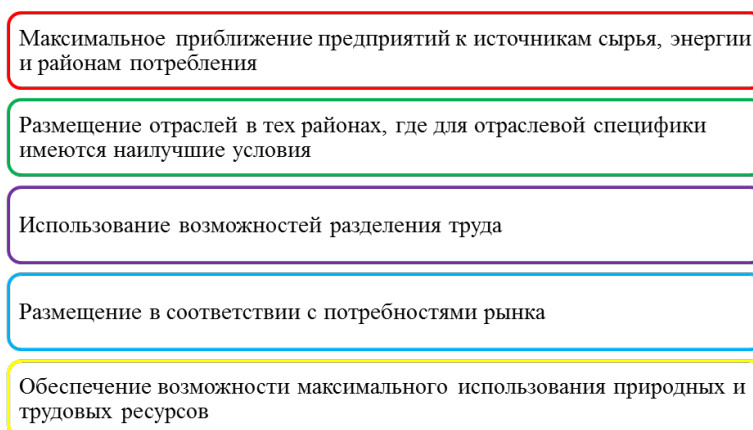 Максимальное приближение предприятий к источникам сырья, энергии
и районам потребления
Размещение отраслей в тех районах, где для отраслевой специфики
имеются наилучшие условия
Использование возможностей разделения труда
Размещение в соответствии с потребностями рынка
Обеспечение возможности максимального использования природных и
трудовых ресурсов